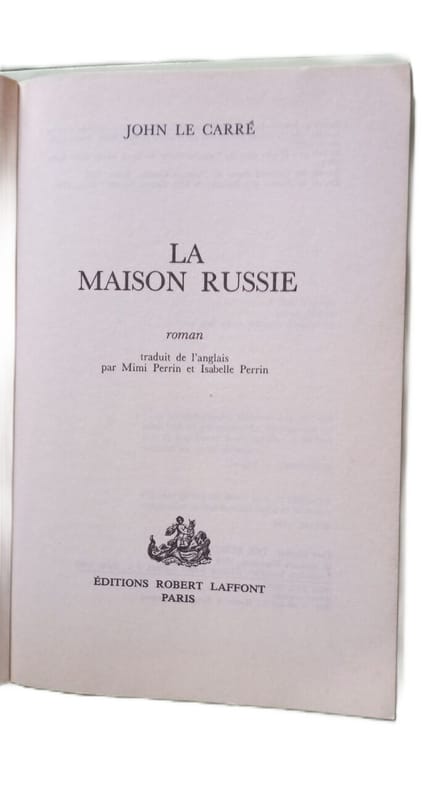 JOHN LE CARRÉ
LA
MAISON RUSSIE
roman
traduit de l'anglais
par Mimi Perrin et Isabelle Perrin
ÉDITIONS ROBERT LAFFONT
PARIS